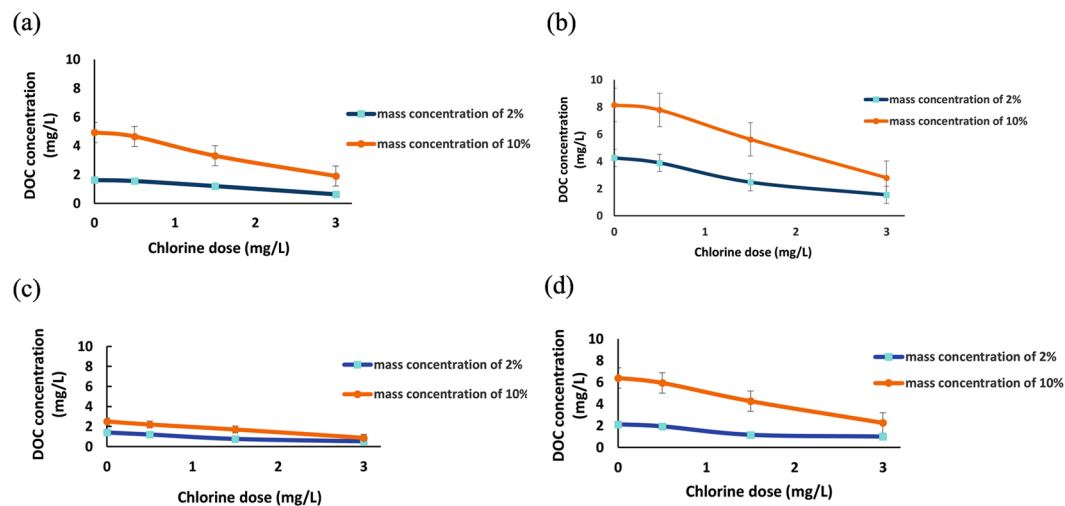 (a)
10
8
6
4
2
0
0 1 2 3
DOC concentration
(mg/L)
Chlorine dose (mg/L)
mass concentration of 2%
mass concentration of 10%
(b)
10
8
6
4
2
0
0 1 2 3
DOC concentration
(mg/L)
Chlorine dose (mg/L)
mass concentration of 2%
mass concentration of 10%
(c)
10
8
6
4
2
0
0 1 2 3
DOC concentration
(mg/L)
Chlorine dose (mg/L)
mass concentration of 2%
mass concentration of 10%
(d)
10
8
6
4
2
0
0 1 2 3
DOC concentration
(mg/L)
Chlorine dose (mg/L)
mass concentration of 2%
mass concentration of 10%